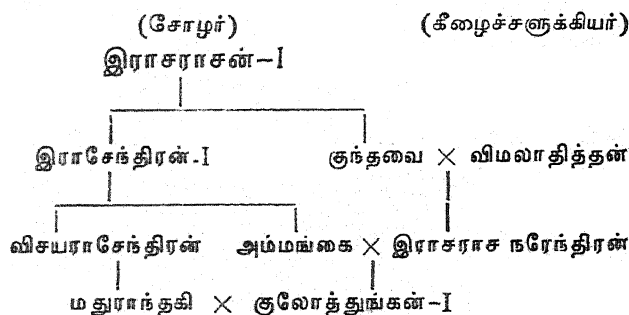 (சோழர்) (கீழைச்சளுக்கியர்)
இராசராசன்-I
இராசேந்திரன்-I குந்தவை × விமலாதித்தன்
விசயராசேந்திரன் அம்மங்கை × இராசராச நரேந்திரன்
மதுராந்தகி × குலோத்துங்கன்-I